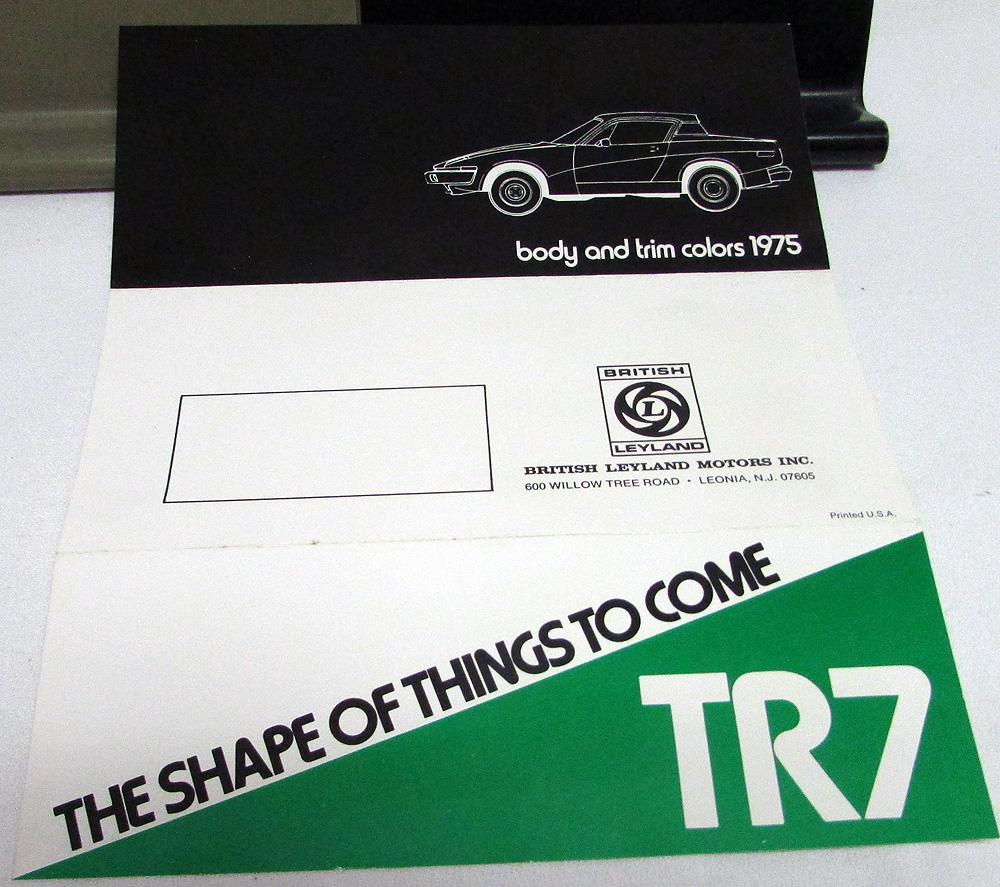 body and trim colors 1975
BRITISH
L
LEYLAND
BRITISH LEYLAND MOTORS INC.
600 WILLOW TREE ROAD • LEONIA, N.J. 07605
Printed U.S.A.
THE SHAPE OF THINGS TO COME
TR7